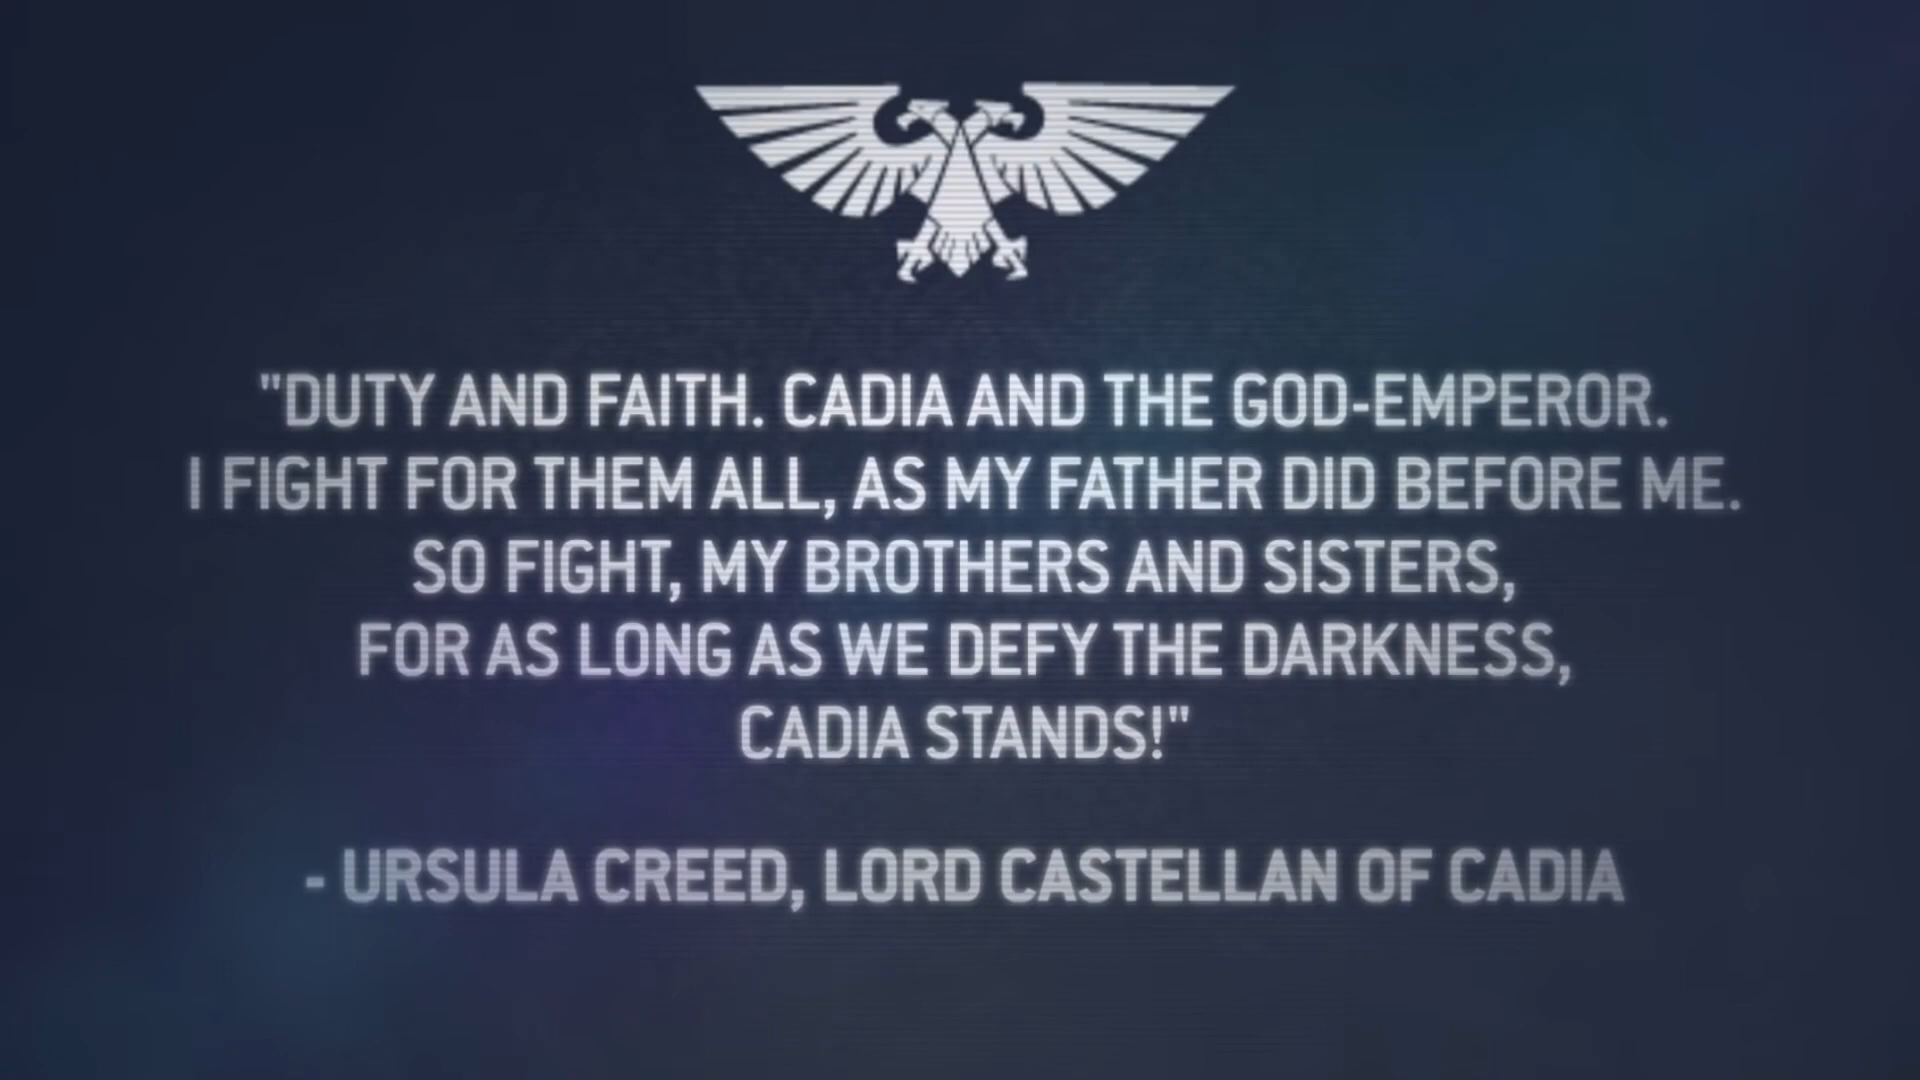 "DUTY AND FAITH. CADIA AND THE GOD-EMPEROR.
I FIGHT FOR THEM ALL, AS MY FATHER DID BEFORE ME.
SO FIGHT, MY BROTHERS AND SISTERS,
FOR AS LONG AS WE DEFY THE DARKNESS,
CADIA STANDS!"
- URSULA CREED, LORD CASTELLAN OF CADIA